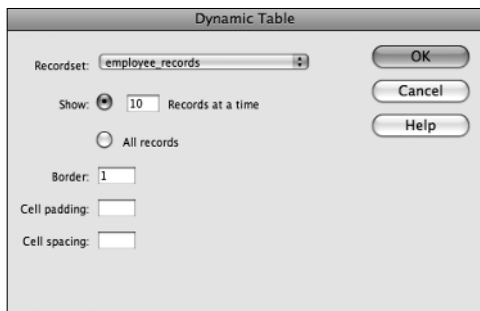 Dynamic Table
Recordset: employee_records
OK
Show: 10 Records at a time
Cancel
All records
Help
Border: 1
Cell padding:
Cell spacing: